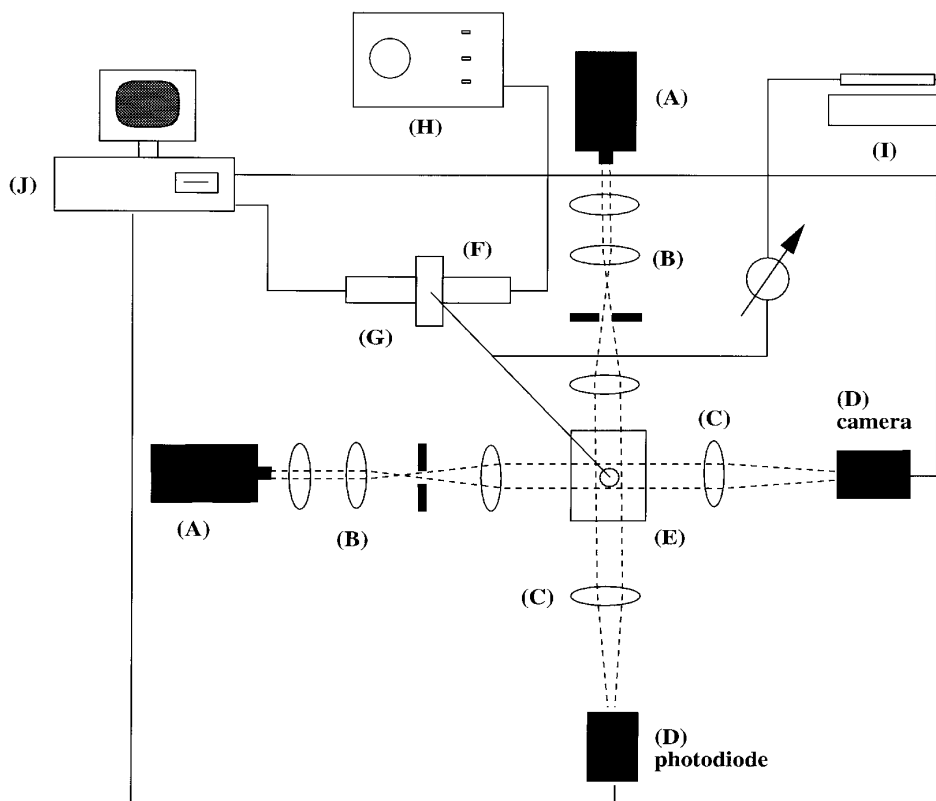 (A)
(H)
(I)
(J)
(F)
(B)
(G)
(D)
camera
(C)
(A)
(B)
(E)
(C)
(D)
photodiode